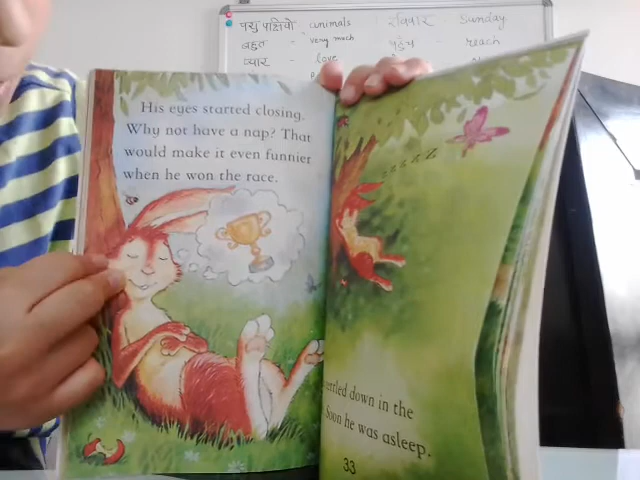 पशु पक्षियों animals रविवार Sunday
बहुत = very much पहुँच - reach
प्यार - love
His eyes started closing.
Why not have a nap? That
would make it even funnier
when he won the race.
zzzzz
settled down in the
Soon he was asleep.
33